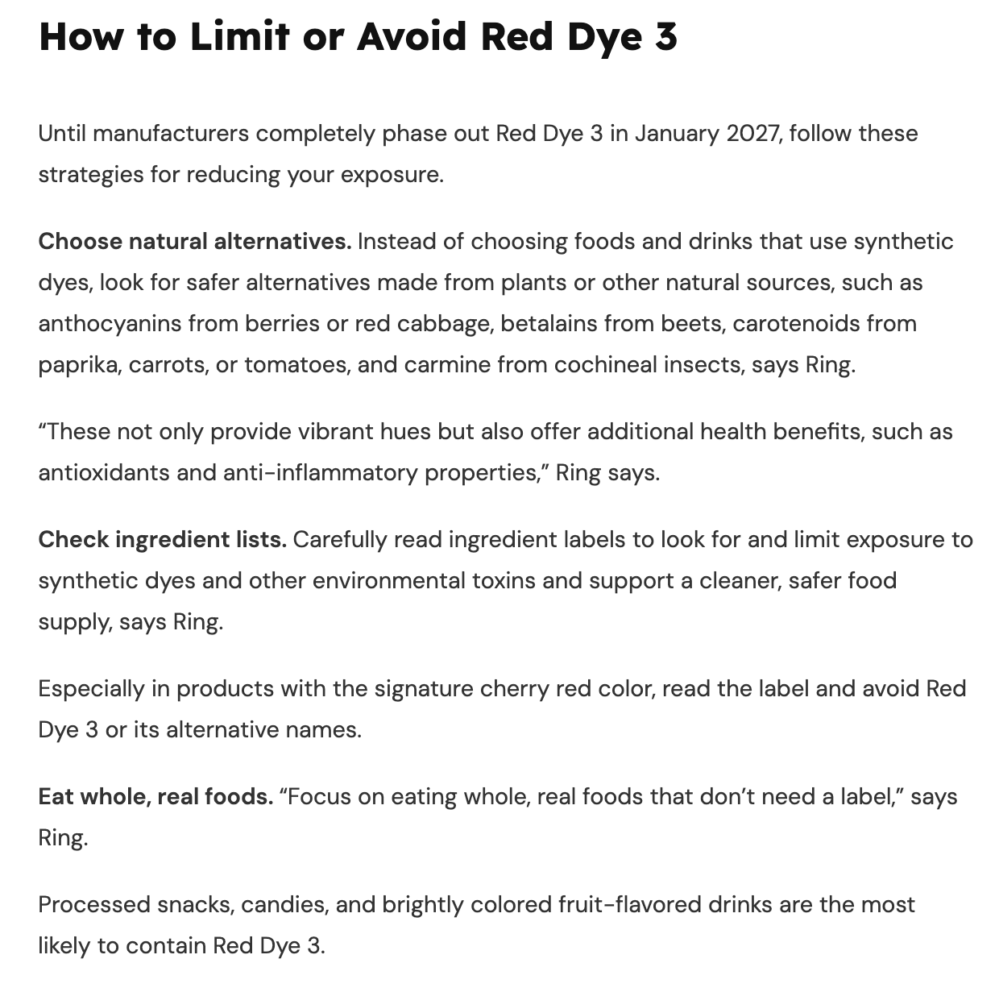 How to Limit or Avoid Red Dye 3
Until manufacturers completely phase out Red Dye 3 in January 2027, follow these
strategies for reducing your exposure.
Choose natural alternatives. Instead of choosing foods and drinks that use synthetic
dyes, look for safer alternatives made from plants or other natural sources, such as
anthocyanins from berries or red cabbage, betalains from beets, carotenoids from
paprika, carrots, or tomatoes, and carmine from cochineal insects, says Ring.
“These not only provide vibrant hues but also offer additional health benefits, such as
antioxidants and anti-inflammatory properties,” Ring says.
Check ingredient lists. Carefully read ingredient labels to look for and limit exposure to
synthetic dyes and other environmental toxins and support a cleaner, safer food
supply, says Ring.
Especially in products with the signature cherry red color, read the label and avoid Red
Dye 3 or its alternative names.
Eat whole, real foods. “Focus on eating whole, real foods that don’t need a label,” says
Ring.
Processed snacks, candies, and brightly colored fruit-flavored drinks are the most
likely to contain Red Dye 3.